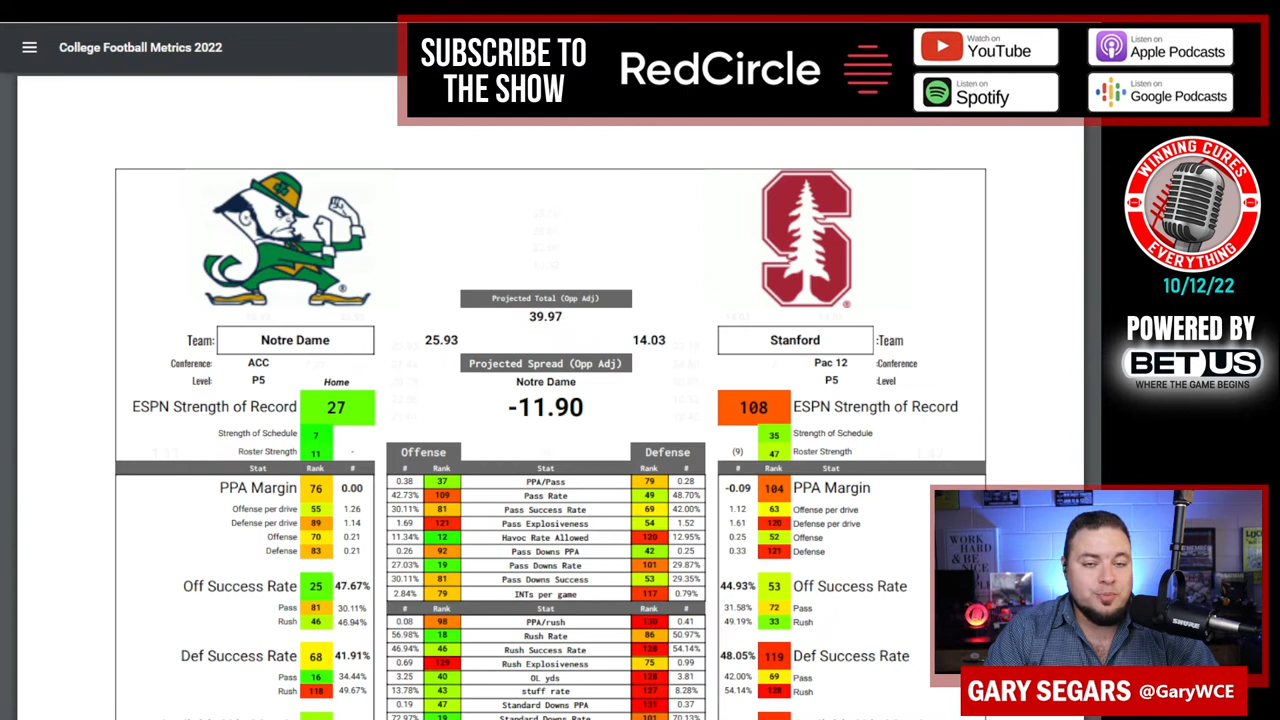 College Football Metrics 2022
SUBSCRIBE TO
THE SHOW
RedCircle
Watch on
YouTube
Listen on
Spotify
Listen on
Apple Podcasts
Listen on
Google Podcasts
WINNING CURES
EVERYTHING
10/12/22
POWERED BY
BETUS
WHERE THE GAME BEGINS
Projected Total (Opp Adj)
39.97
Team: Notre Dame 25.93 14.03 Stanford :Team
Projected Spread (Opp Adj)
Conference: ACC Pac 12 :Conference
Level: P5 Home Notre Dame P5 :Level
ESPN Strength of Record 27 -11.90 108 ESPN Strength of Record
Strength of Schedule 7 35 Strength of Schedule
Roster Strength 11 - Offense Defense (9) 47 Roster Strength
Stat Rank # # Rank Stat Rank # # Rank Stat
PPA Margin 76 0.00 -0.09 104 PPA Margin
Offense per drive 55 1.26 1.12 63 Offense per drive
Defense per drive 89 1.14 1.61 120 Defense per drive
Offense 70 0.21 0.25 52 Offense
Defense 83 0.21 0.33 121 Defense
Off Success Rate 25 47.67% 44.93% 53 Off Success Rate
Pass 81 30.11% 31.58% 72 Pass
Rush 46 46.94% 49.19% 33 Rush
Def Success Rate 68 41.91% 48.05% 119 Def Success Rate
Pass 16 34.44% 42.00% 69 Pass
Rush 118 49.67% 54.14% 128 Rush
0.38 37 PPA/Pass 79 0.28
42.73% 109 Pass Rate 49 48.70%
30.11% 81 Pass Success Rate 69 42.00%
1.69 121 Pass Explosiveness 54 1.52
11.34% 12 Havoc Rate Allowed 120 12.95%
0.26 92 Pass Downs PPA 42 0.25
27.03% 19 Pass Downs Rate 101 29.87%
30.11% 81 Pass Downs Success 53 29.35%
2.84% 79 INTs per game 117 0.79%
# Rank Stat Rank #
0.08 98 PPA/rush 130 0.41
56.98% 18 Rush Rate 86 50.97%
46.94% 46 Rush Success Rate 128 54.14%
0.69 129 Rush Explosiveness 75 0.99
3.25 40 OL yds 128 3.81
13.78% 43 stuff rate 127 8.28%
0.19 47 Standard Downs PPA 131 0.37
72.97% 19 Standard Downs Rate 101 70.13%
WORK
HARD
& BE
SHURE
GARY SEGARS @GaryWCE